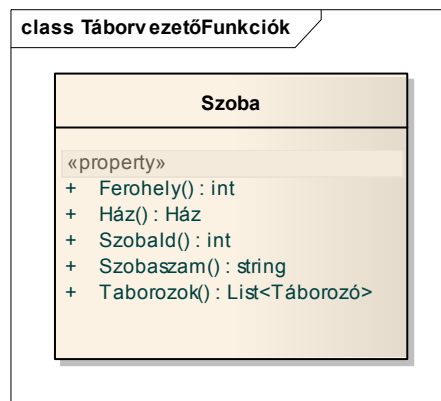 class TáborvezetőFunkciók
Szoba
«property»
+ Ferohely() : int
+ Ház() : Ház
+ SzobaId() : int
+ Szobaszam() : string
+ Taborozok() : List<Táborozó>